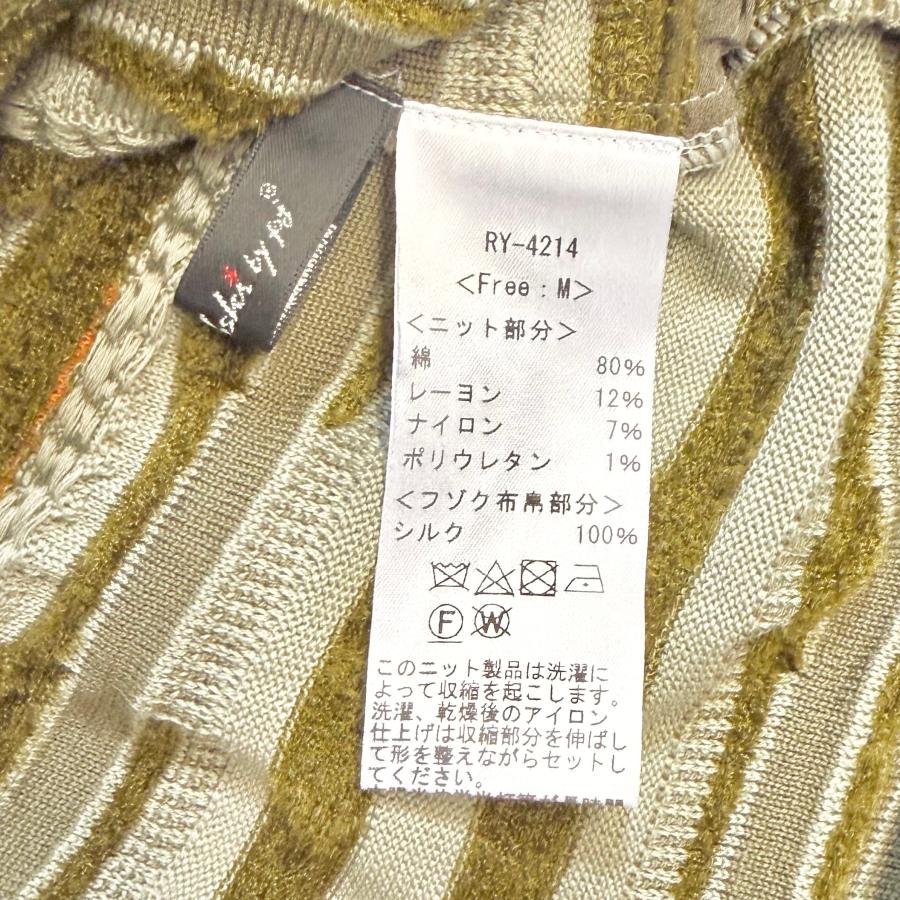 by
RY-4214
<Free:M>
<ニット部分>
綿 80%
レーヨン 12%
ナイロン 7%
ポリウレタン 1%
<フゾク布帛部分>
シルク 100%
F W
このニット製品は洗濯に
よって収縮を起こします。
洗濯、乾燥後のアイロン
仕上げは収縮部分を伸ばし
て形を整えながらセットし
てください。